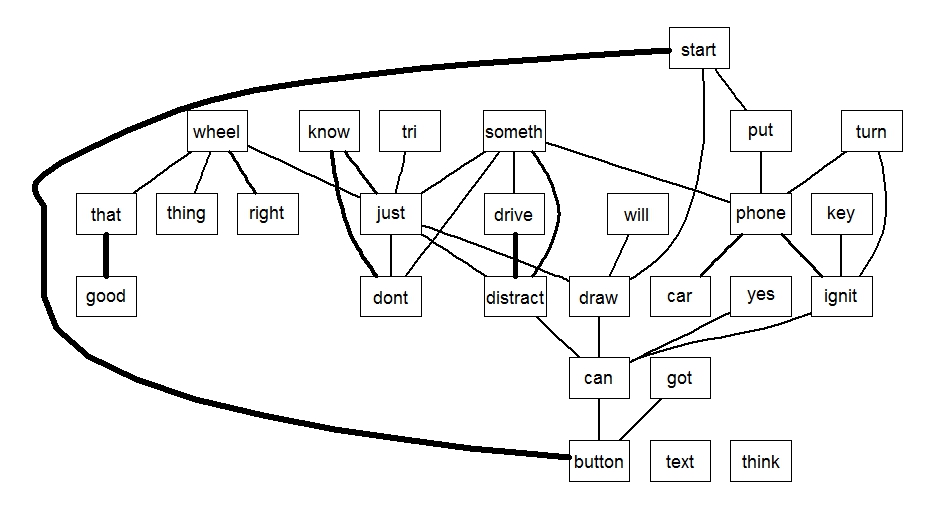 start
wheel
know
tri
someth
put
turn
that
thing
right
just
drive
will
phone
key
good
dont
distract
draw
car
yes
ignit
can
got
button
text
think